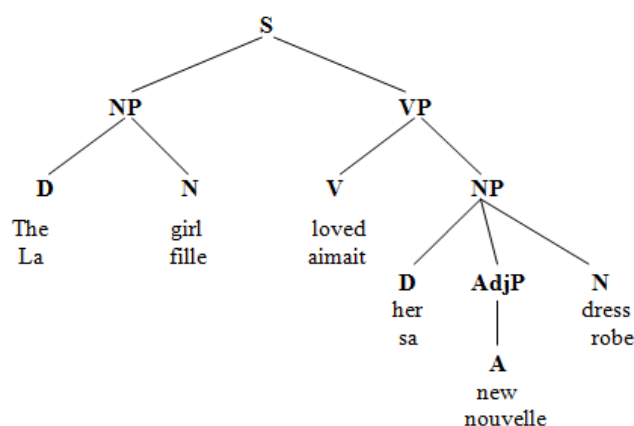 S
NP VP
D N V NP
The girl loved
La fille aimait
D AdjP N
her dress
sa robe
A
new
nouvelle